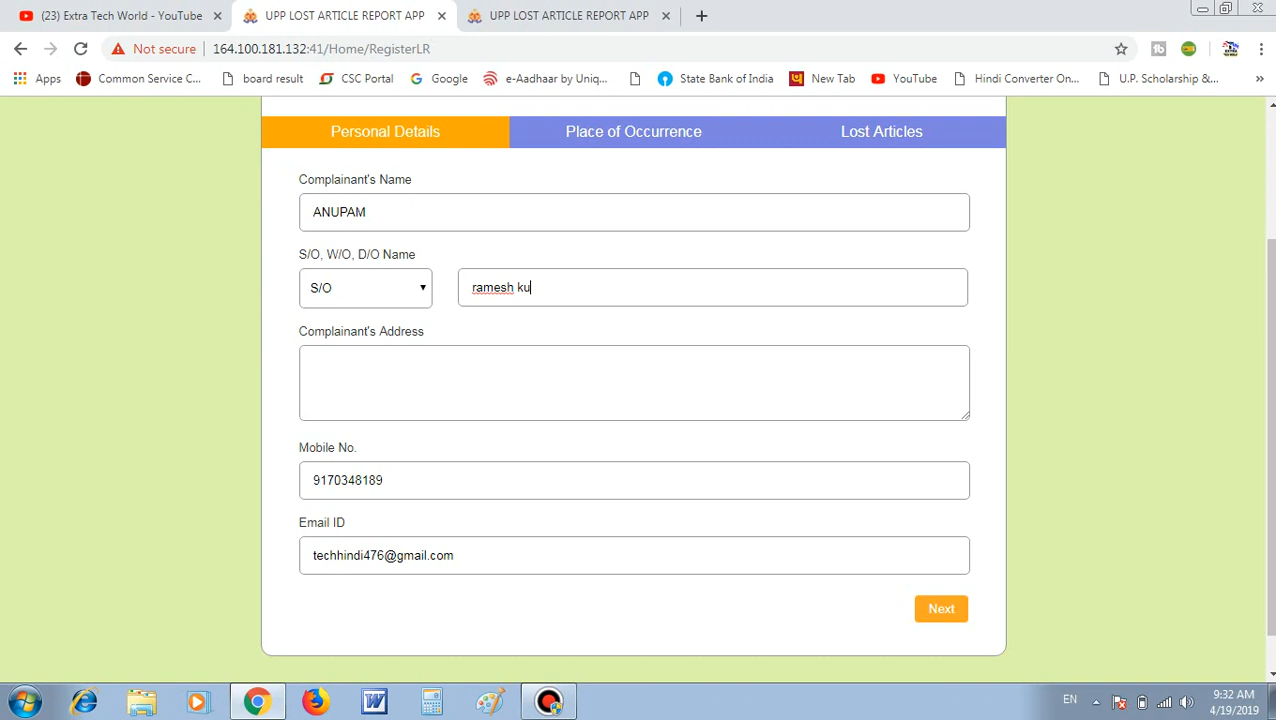 (23) Extra Tech World - YouTube × UPP LOST ARTICLE REPORT APP × UPP LOST ARTICLE REPORT APP × +
Not secure | 164.100.181.132:41/Home/RegisterLR
Apps Common Service C... board result CSC Portal Google e-Aadhaar by Uniq... State Bank of India New Tab YouTube Hindi Converter On... U.P. Scholarship &... »
Personal Details Place of Occurrence Lost Articles
Complainant's Name
ANUPAM
S/O, W/O, D/O Name
S/O ramesh ku
Complainant's Address
Mobile No.
9170348189
Email ID
techhindi476@gmail.com
Next
EN 9:32 AM
4/19/2019